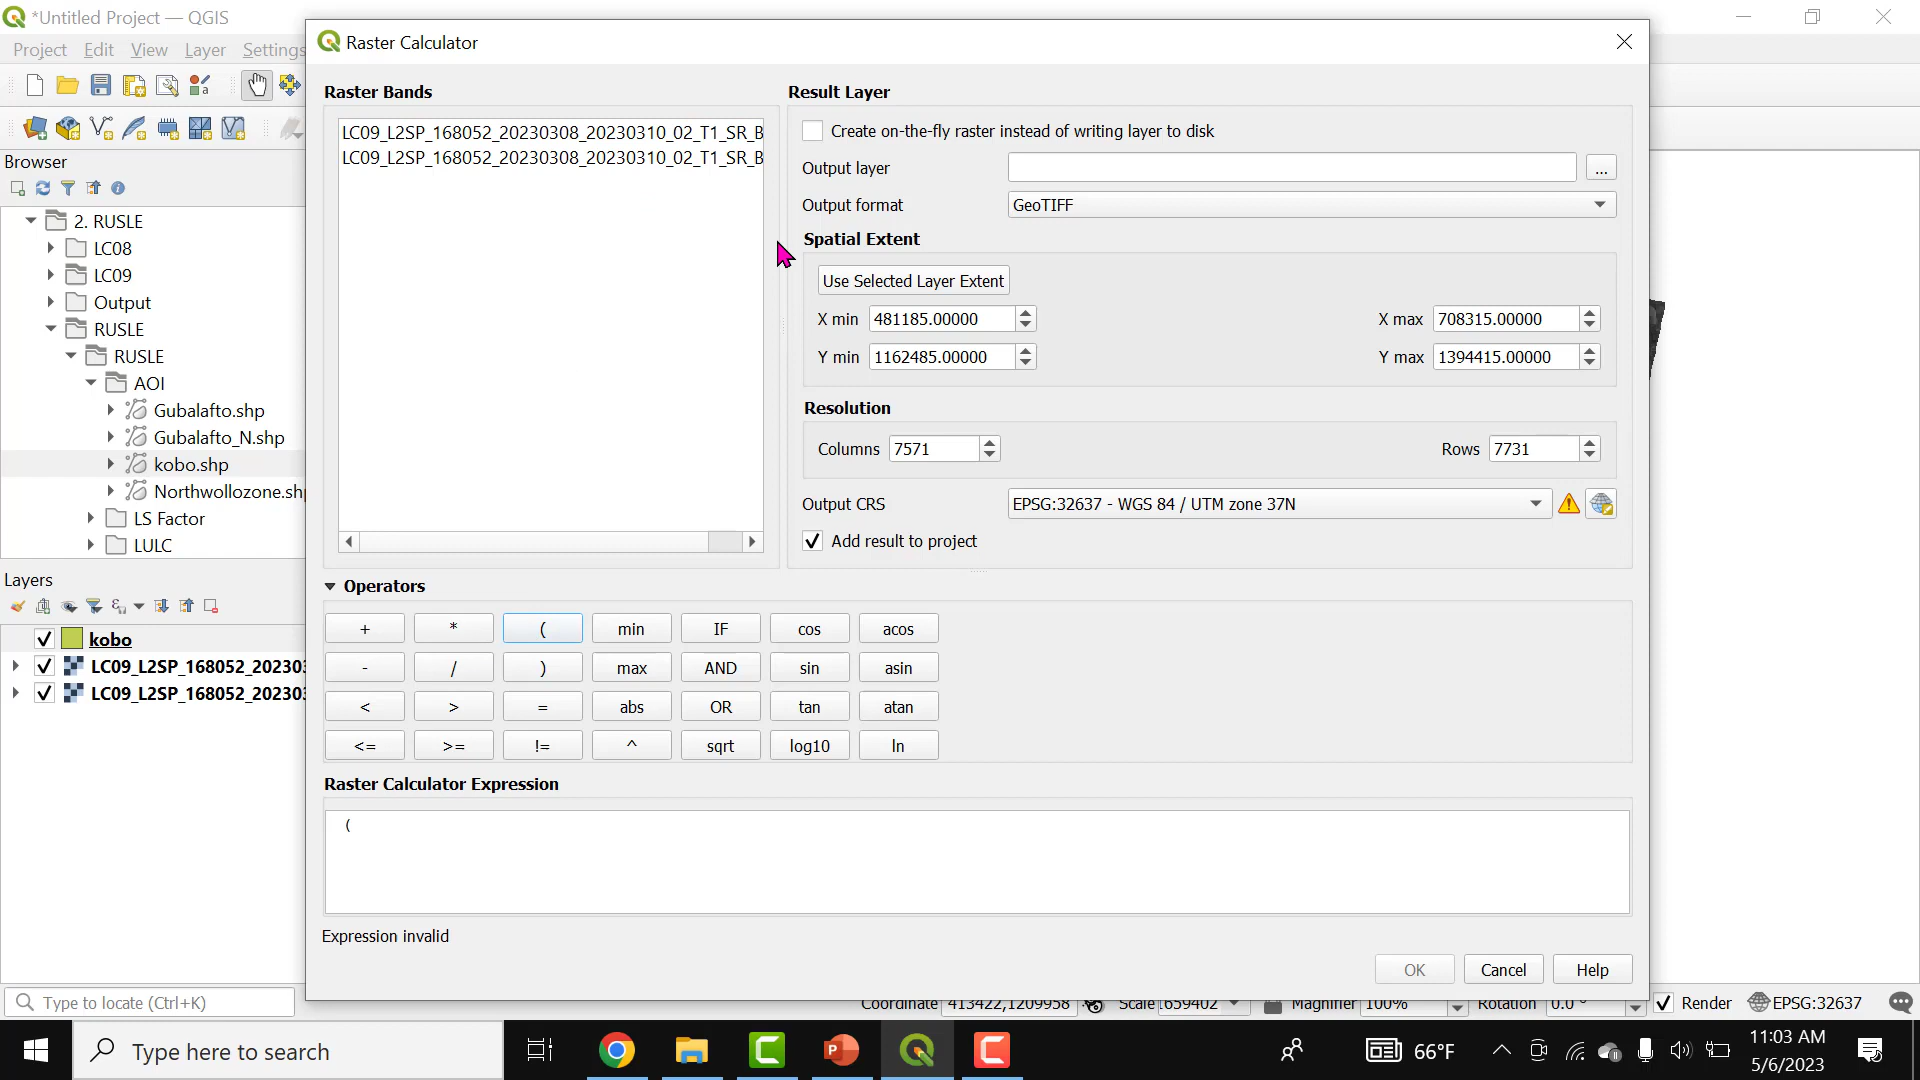 *Untitled Project — QGIS
Project Edit View Layer Settings
Raster Calculator
Raster Bands
LC09_L2SP_168052_20230308_20230310_02_T1_SR_B
LC09_L2SP_168052_20230308_20230310_02_T1_SR_B
Result Layer
Create on-the-fly raster instead of writing layer to disk
Output layer
...
Output format GeoTIFF
Spatial Extent
Use Selected Layer Extent
X min 481185.00000 X max 708315.00000
Y min 1162485.00000 Y max 1394415.00000
Resolution
Columns 7571 Rows 7731
Output CRS EPSG:32637 - WGS 84 / UTM zone 37N
Add result to project
Operators
+ * ( min IF cos acos
- / ) max AND sin asin
< > = abs OR tan atan
<= >= != ^ sqrt log10 ln
Raster Calculator Expression
(
Expression invalid
OK Cancel Help
Browser
2. RUSLE
LC08
LC09
Output
RUSLE
RUSLE
AOI
Gubalafto.shp
Gubalafto_N.shp
kobo.shp
Northwollozone.shp
LS Factor
LULC
Layers
kobo
LC09_L2SP_168052_202303
LC09_L2SP_168052_202303
Type to locate (Ctrl+K)
Coordinate 413422,1209958 Scale 1:659402 Magnifier 100% Rotation 0.0 ° Render EPSG:32637
Type here to search
66°F
11:03 AM
5/6/2023